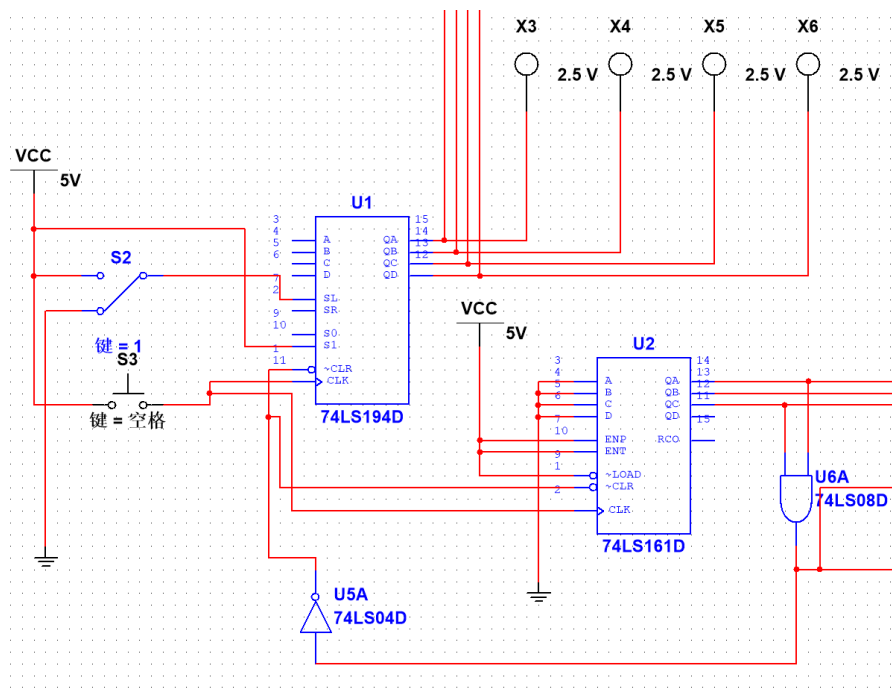 X3 X4 X5 X6
2.5 V 2.5 V 2.5 V 2.5 V
VCC
5V
U1
3
4
5
6
7
2
9
10
1
11
A
B
C
D
SL
SR
S0
S1
~CLR
CLK
QA
QB
QC
QD
15
14
13
12
74LS194D
S2
键 = 1
S3
键 = 空格
VCC
5V
U2
3
4
5
6
7
10
9
1
2
A
B
C
D
ENP
ENT
~LOAD
~CLR
CLK
QA
QB
QC
QD
RCO
14
13
12
11
15
74LS161D
U6A
74LS08D
U5A
74LS04D